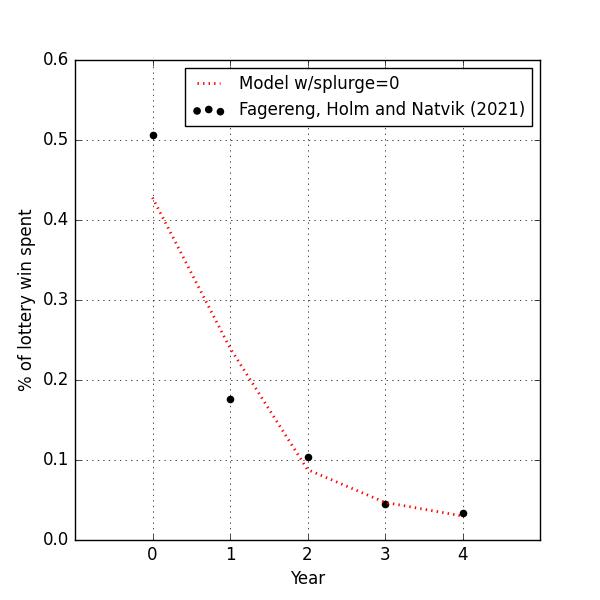 Model w/splurge=0
Fagereng, Holm and Natvik (2021)
% of lottery win spent
0.6
0.5
0.4
0.3
0.2
0.1
0.0
0 1 2 3 4
Year